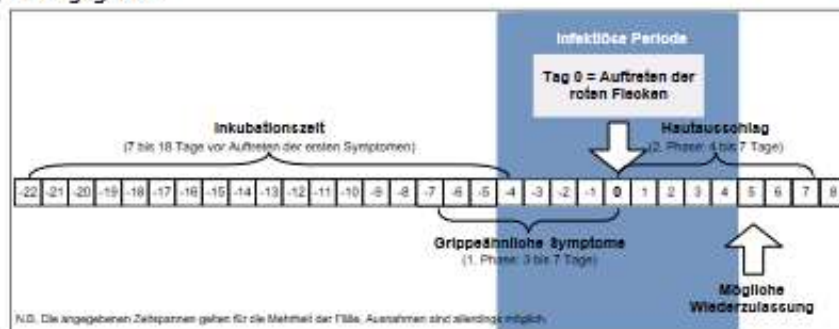 Infektiöse Periode
Tag 0 = Auftreten der
roten Flecken
Inkubationszeit
(7 bis 18 Tage vor Auftreten der ersten Symptomen)
Hautausschlag
(2. Phase: 4 bis 7 Tage)
-22 -21 -20 -19 -18 -17 -16 -15 -14 -13 -12 -11 -10 -9 -8 -7 -6 -5 -4 -3 -2 -1 0 1 2 3 4 5 6 7 8
Grippeähnliche Symptome
(1. Phase: 3 bis 7 Tage)
Mögliche
Wiederzulassung
N.B. Die angegebenen Zeitspannen gelten für die Mehrheit der Fälle. Ausnahmen sind allerdings möglich.